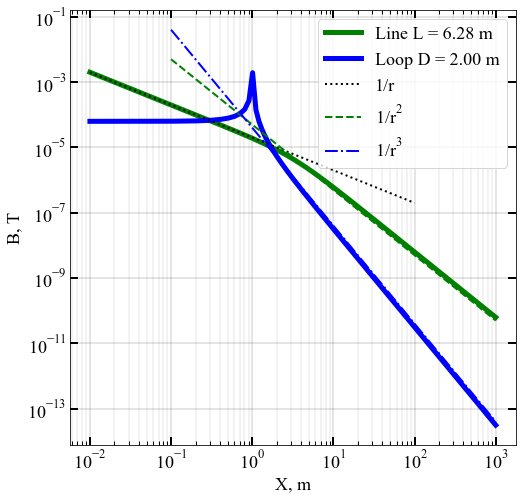 10⁻¹
10⁻³
10⁻⁵
10⁻⁷
10⁻⁹
10⁻¹¹
10⁻¹³
B, T
Line L = 6.28 m
Loop D = 2.00 m
1/r
1/r²
1/r³
10⁻² 10⁻¹ 10⁰ 10¹ 10² 10³
X, m